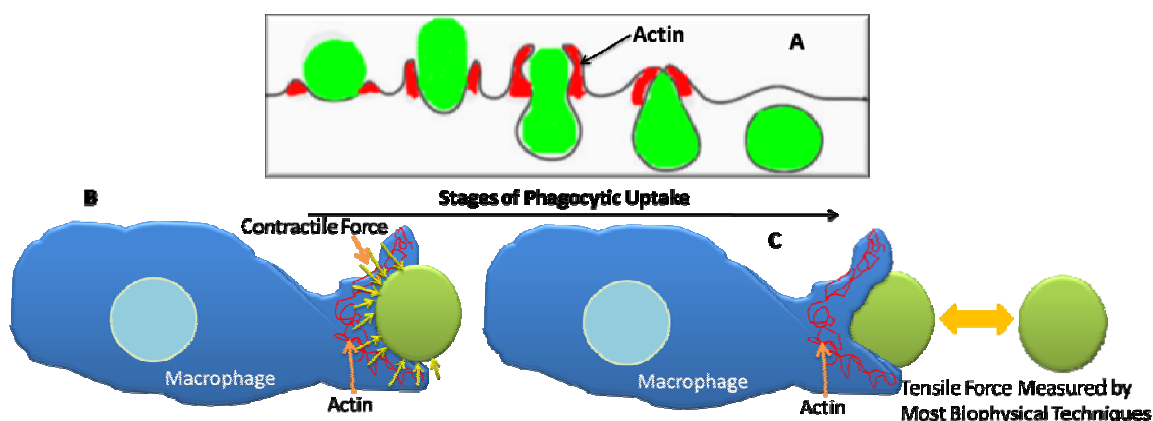 Actin
A
Stages of Phagocytic Uptake
B
Contractile Force
Macrophage
Actin
C
Macrophage
Actin
Tensile Force Measured by
Most Biophysical Techniques